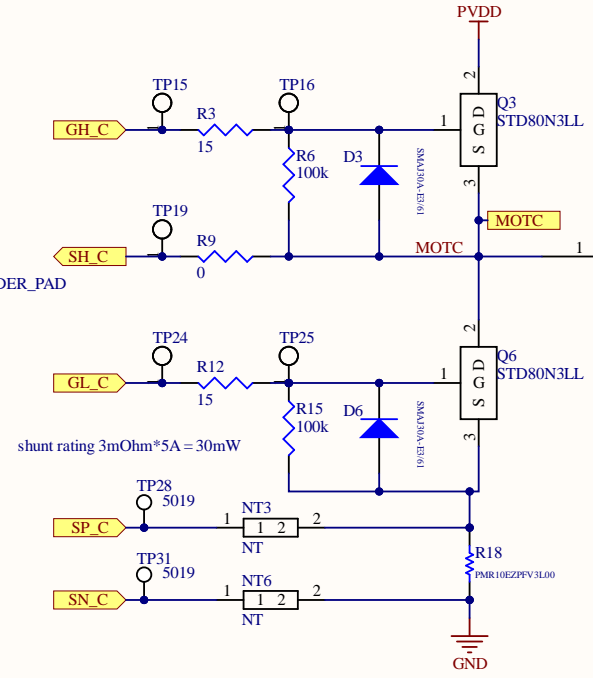 PVDD
TP15
TP16
2
Q3
STD80N3LL
GH_C
R3
15
1
D
G
S
R6
100k
D3
SMAJ30A-E3/61
3
TP19
MOTC
SH_C
R9
0
MOTC
1
DER_PAD
2
TP24
TP25
Q6
STD80N3LL
GL_C
R12
15
1
D
G
S
R15
100k
D6
SMAJ30A-E3/61
3
shunt rating 3mOhm*5A = 30mW
TP28
5019
NT3
SP_C
1
1 2
2
NT
TP31
5019
R18
PMR10EZPFV3L00
NT6
SN_C
1
1 2
2
NT
GND